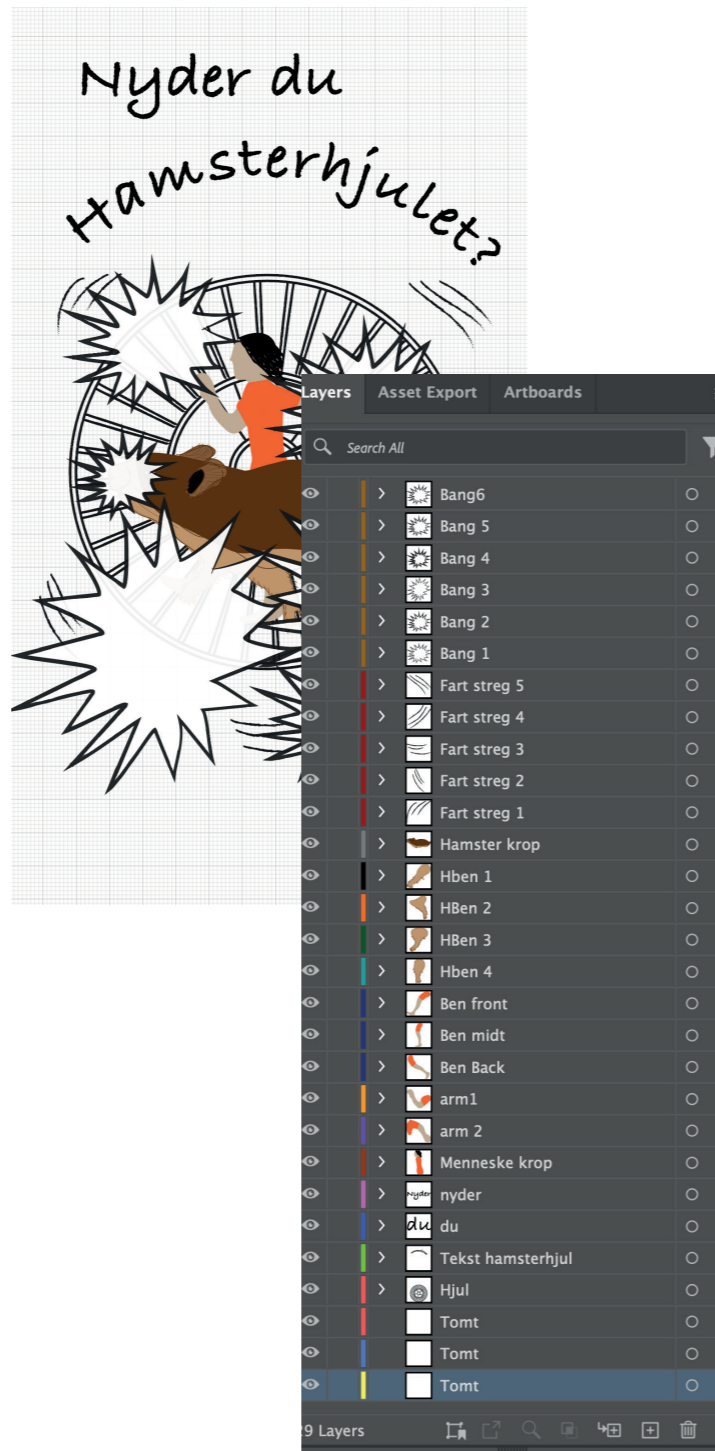 Nyder du
Hamsterhjulet?
Layers Asset Export Artboards
Search All
Bang6
Bang 5
Bang 4
Bang 3
Bang 2
Bang 1
Fart streg 5
Fart streg 4
Fart streg 3
Fart streg 2
Fart streg 1
Hamster krop
Hben 1
HBen 2
HBen 3
Hben 4
Ben front
Ben midt
Ben Back
arm1
arm 2
Menneske krop
Nyder nyder
du du
Tekst hamsterhjul
Hjul
Tomt
Tomt
Tomt
9 Layers